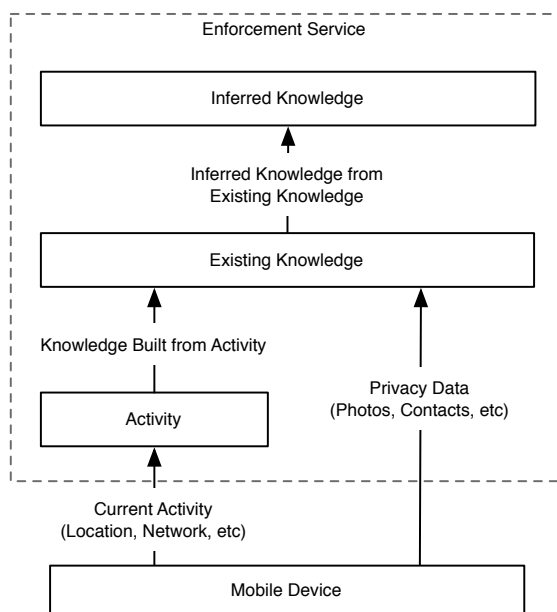 Enforcement Service
Inferred Knowledge
Inferred Knowledge from
Existing Knowledge
Existing Knowledge
Knowledge Built from Activity
Privacy Data
(Photos, Contacts, etc)
Activity
Current Activity
(Location, Network, etc)
Mobile Device